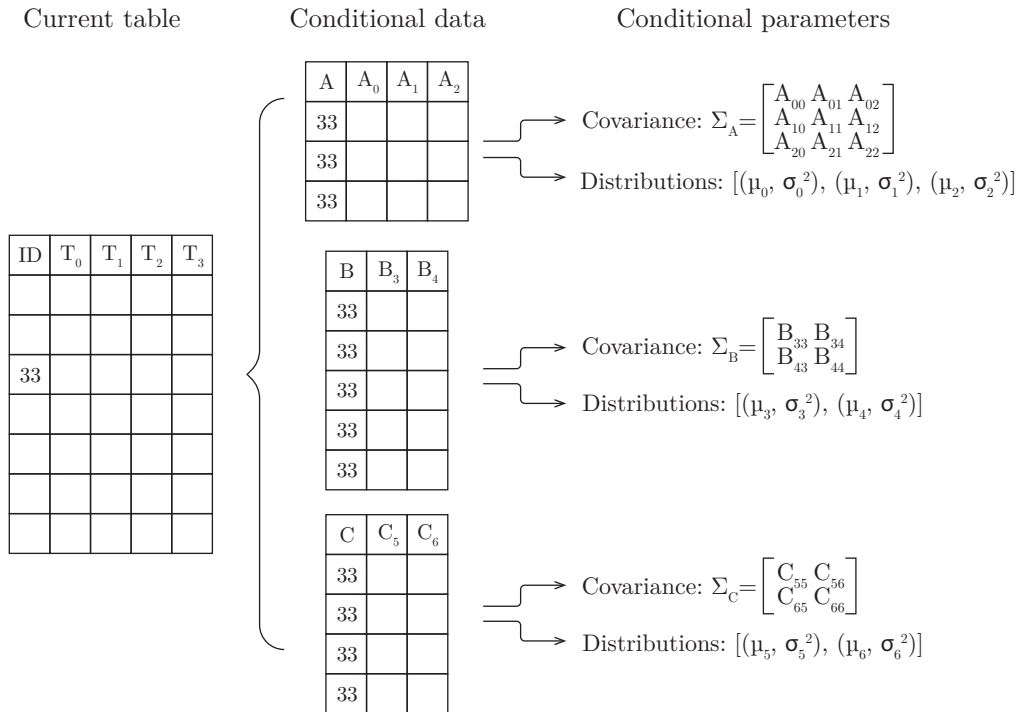 Current table
Conditional data
Conditional parameters
A A₀ A₁ A₂
33
33
33
Covariance: Σ_A=[A₀₀ A₀₁ A₀₂
A₁₀ A₁₁ A₁₂
A₂₀ A₂₁ A₂₂]
Distributions: [(µ₀, σ₀²), (µ₁, σ₁²), (µ₂, σ₂²)]
ID T₀ T₁ T₂ T₃
33
B B₃ B₄
33
33
33
33
33
Covariance: Σ_B=[B₃₃ B₃₄
B₄₃ B₄₄]
Distributions: [(µ₃, σ₃²), (µ₄, σ₄²)]
C C₅ C₆
33
33
33
33
Covariance: Σ_C=[C₅₅ C₅₆
C₆₅ C₆₆]
Distributions: [(µ₅, σ₅²), (µ₆, σ₆²)]